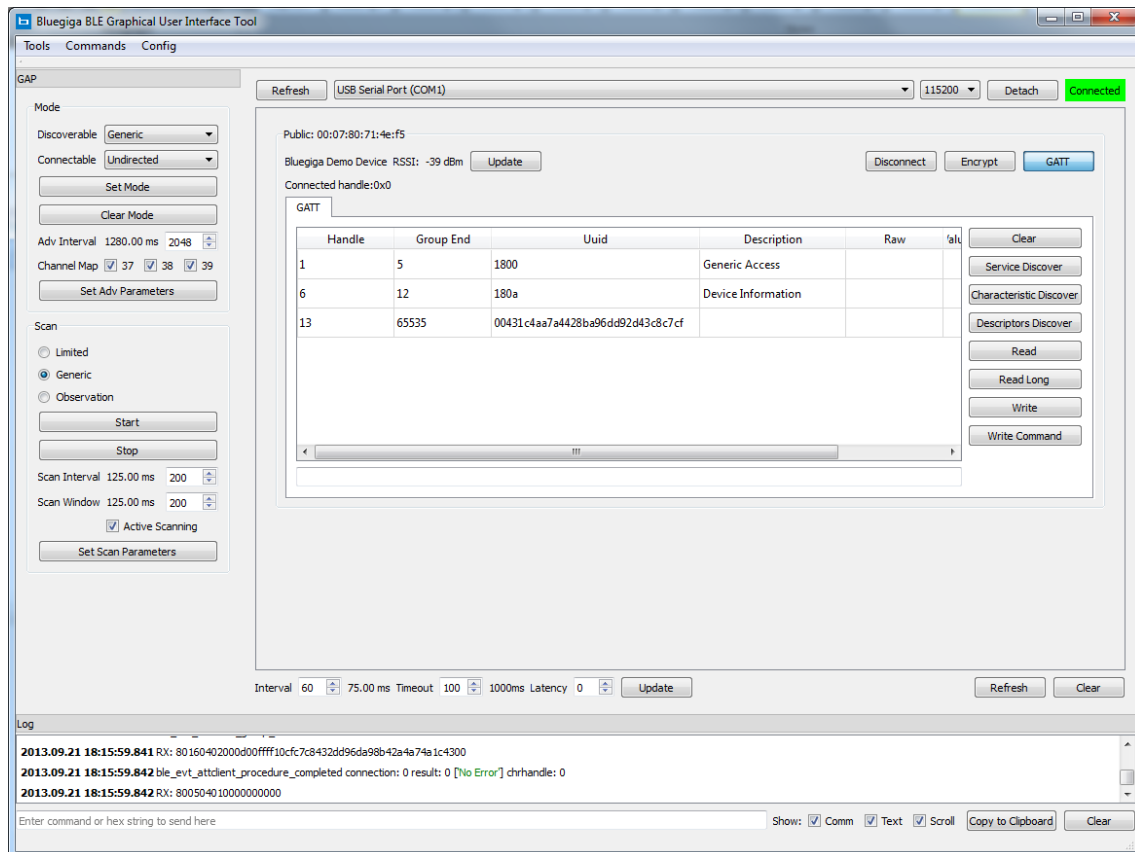 Bluegiga BLE Graphical User Interface Tool
Tools Commands Config
GAP
Mode
Discoverable Generic
Connectable Undirected
Set Mode
Clear Mode
Adv Interval 1280.00 ms 2048
Channel Map 37 38 39
Set Adv Parameters
Scan
Limited
Generic
Observation
Start
Stop
Scan Interval 125.00 ms 200
Scan Window 125.00 ms 200
Active Scanning
Set Scan Parameters
Refresh USB Serial Port (COM1) 115200 Detach Connected
Public: 00:07:80:71:4e:f5
Bluegiga Demo Device RSSI: -39 dBm Update Disconnect Encrypt GATT
Connected handle:0x0
GATT
Handle Group End Uuid Description Raw
1 5 1800 Generic Access
6 12 180a Device Information
13 65535 00431c4aa7a4428ba96dd92d43c8c7cf
Clear
Service Discover
Characteristic Discover
Descriptors Discover
Read
Read Long
Write
Write Command
Interval 60 75.00 ms Timeout 100 1000ms Latency 0 Update Refresh Clear
Log
2013.09.21 18:15:59.841 RX: 80160402000d00ffff10cfc7c8432dd96da98b42a4a74a1c4300
2013.09.21 18:15:59.842 ble_evt_attclient_procedure_completed connection: 0 result: 0 ['No Error'] chrhandle: 0
2013.09.21 18:15:59.842 RX: 800504010000000000
Enter command or hex string to send here Show: Comm Text Scroll Copy to Clipboard Clear